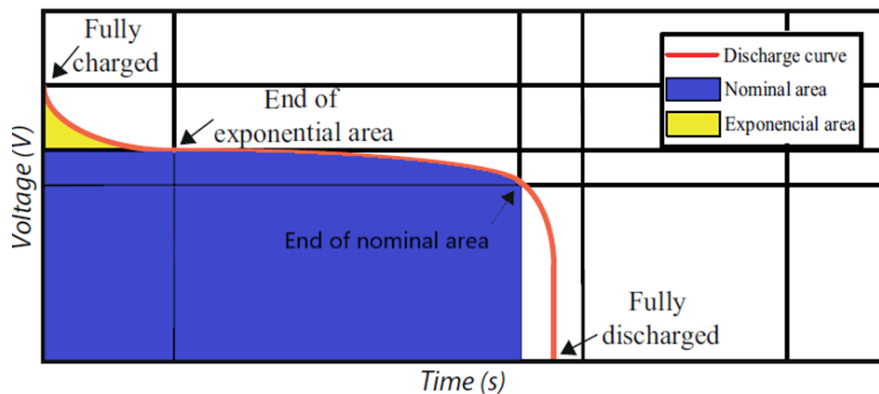 Fully
charged
End of
exponential area
Discharge curve
Nominal area
Exponencial area
Voltage (V)
End of nominal area
Fully
discharged
Time (s)